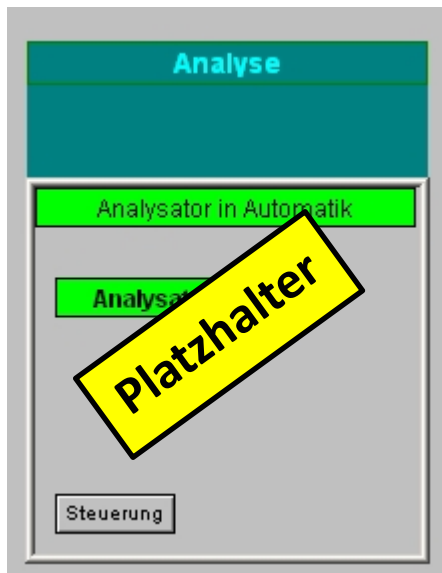 Analyse
Analysator in Automatik
Platzhalter
Steuerung